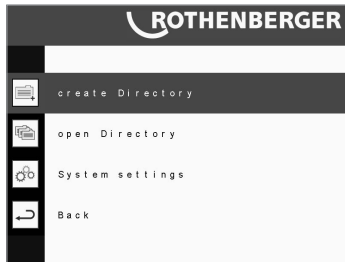 ROTHENBERGER
create Directory
open Directory
System settings
Back